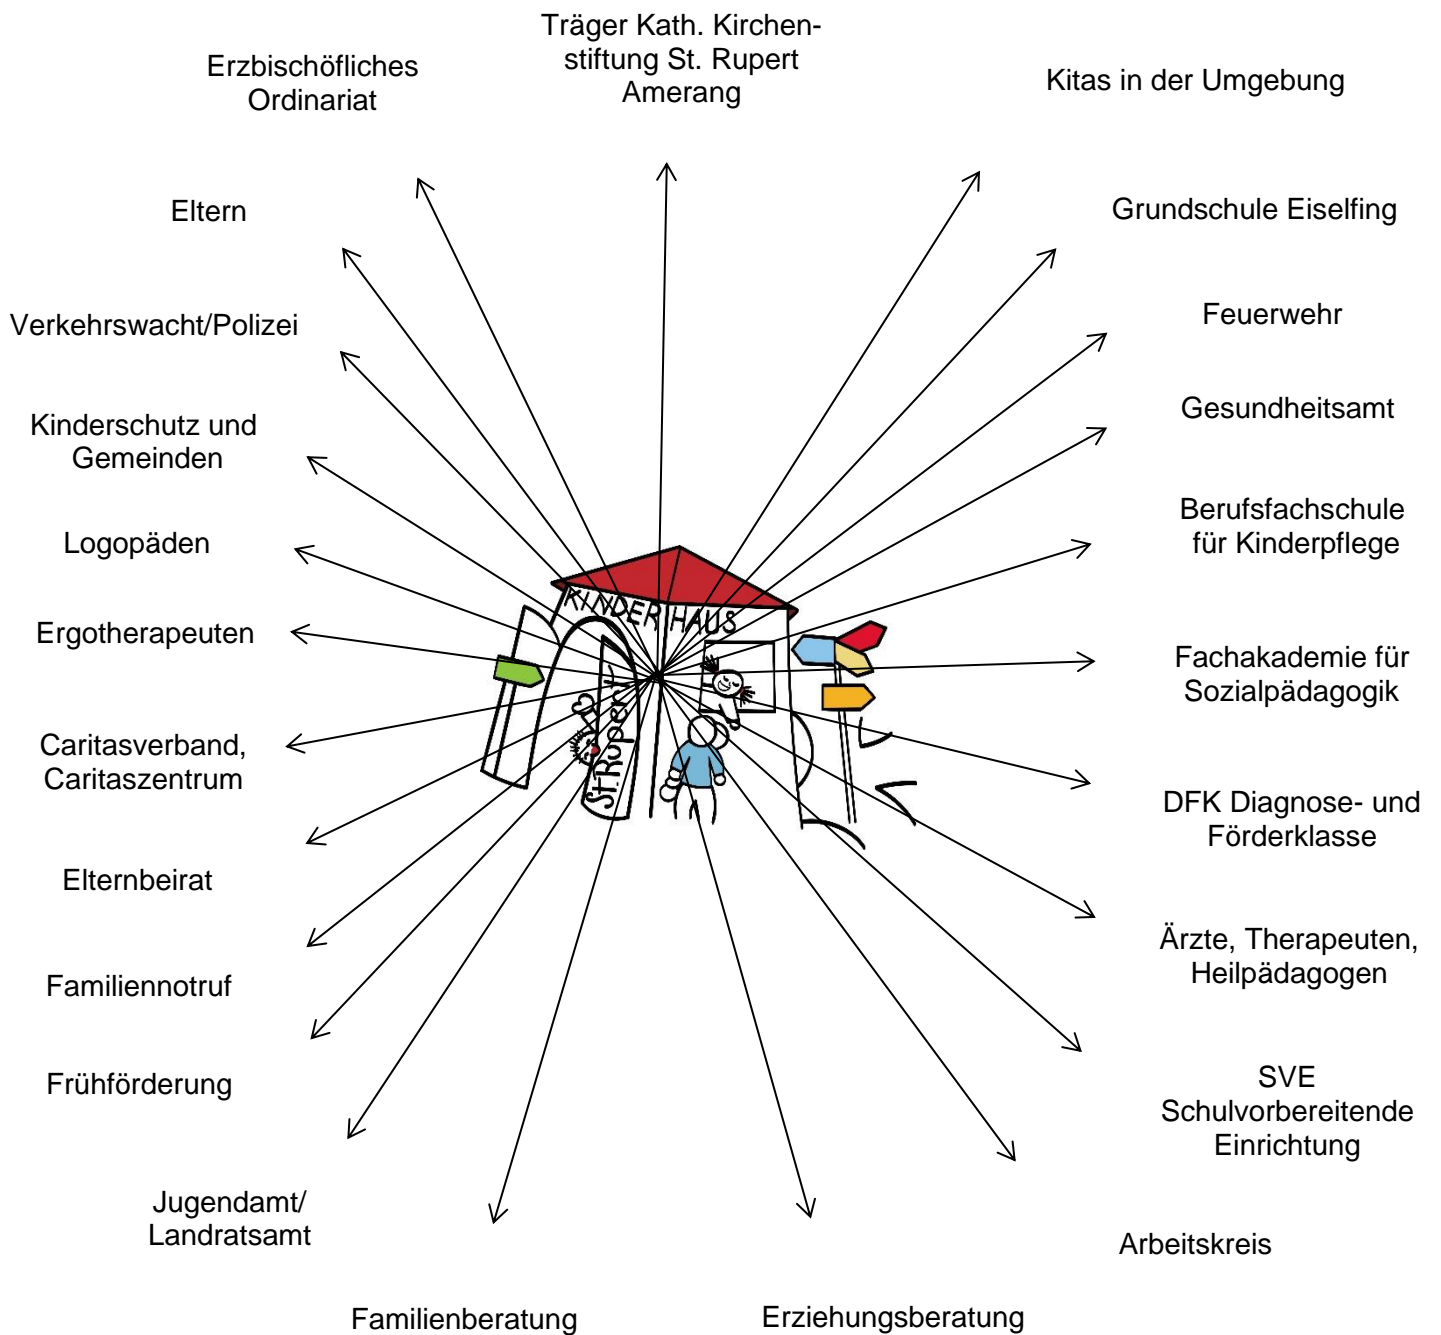 Träger Kath. Kirchen-
stiftung St. Rupert
Amerang
Erzbischöfliches
Ordinariat
Kitas in der Umgebung
Eltern
Grundschule Eiselfing
Verkehrswacht/Polizei
Feuerwehr
Kinderschutz und
Gemeinden
Gesundheitsamt
Logopäden
Berufsfachschule
für Kinderpflege
KINDERHAUS
St. Rupert
Ergotherapeuten
Fachakademie für
Sozialpädagogik
Caritasverband,
Caritaszentrum
DFK Diagnose- und
Förderklasse
Elternbeirat
Ärzte, Therapeuten,
Heilpädagogen
Familiennotruf
Frühförderung
SVE
Schulvorbereitende
Einrichtung
Jugendamt/
Landratsamt
Arbeitskreis
Familienberatung
Erziehungsberatung